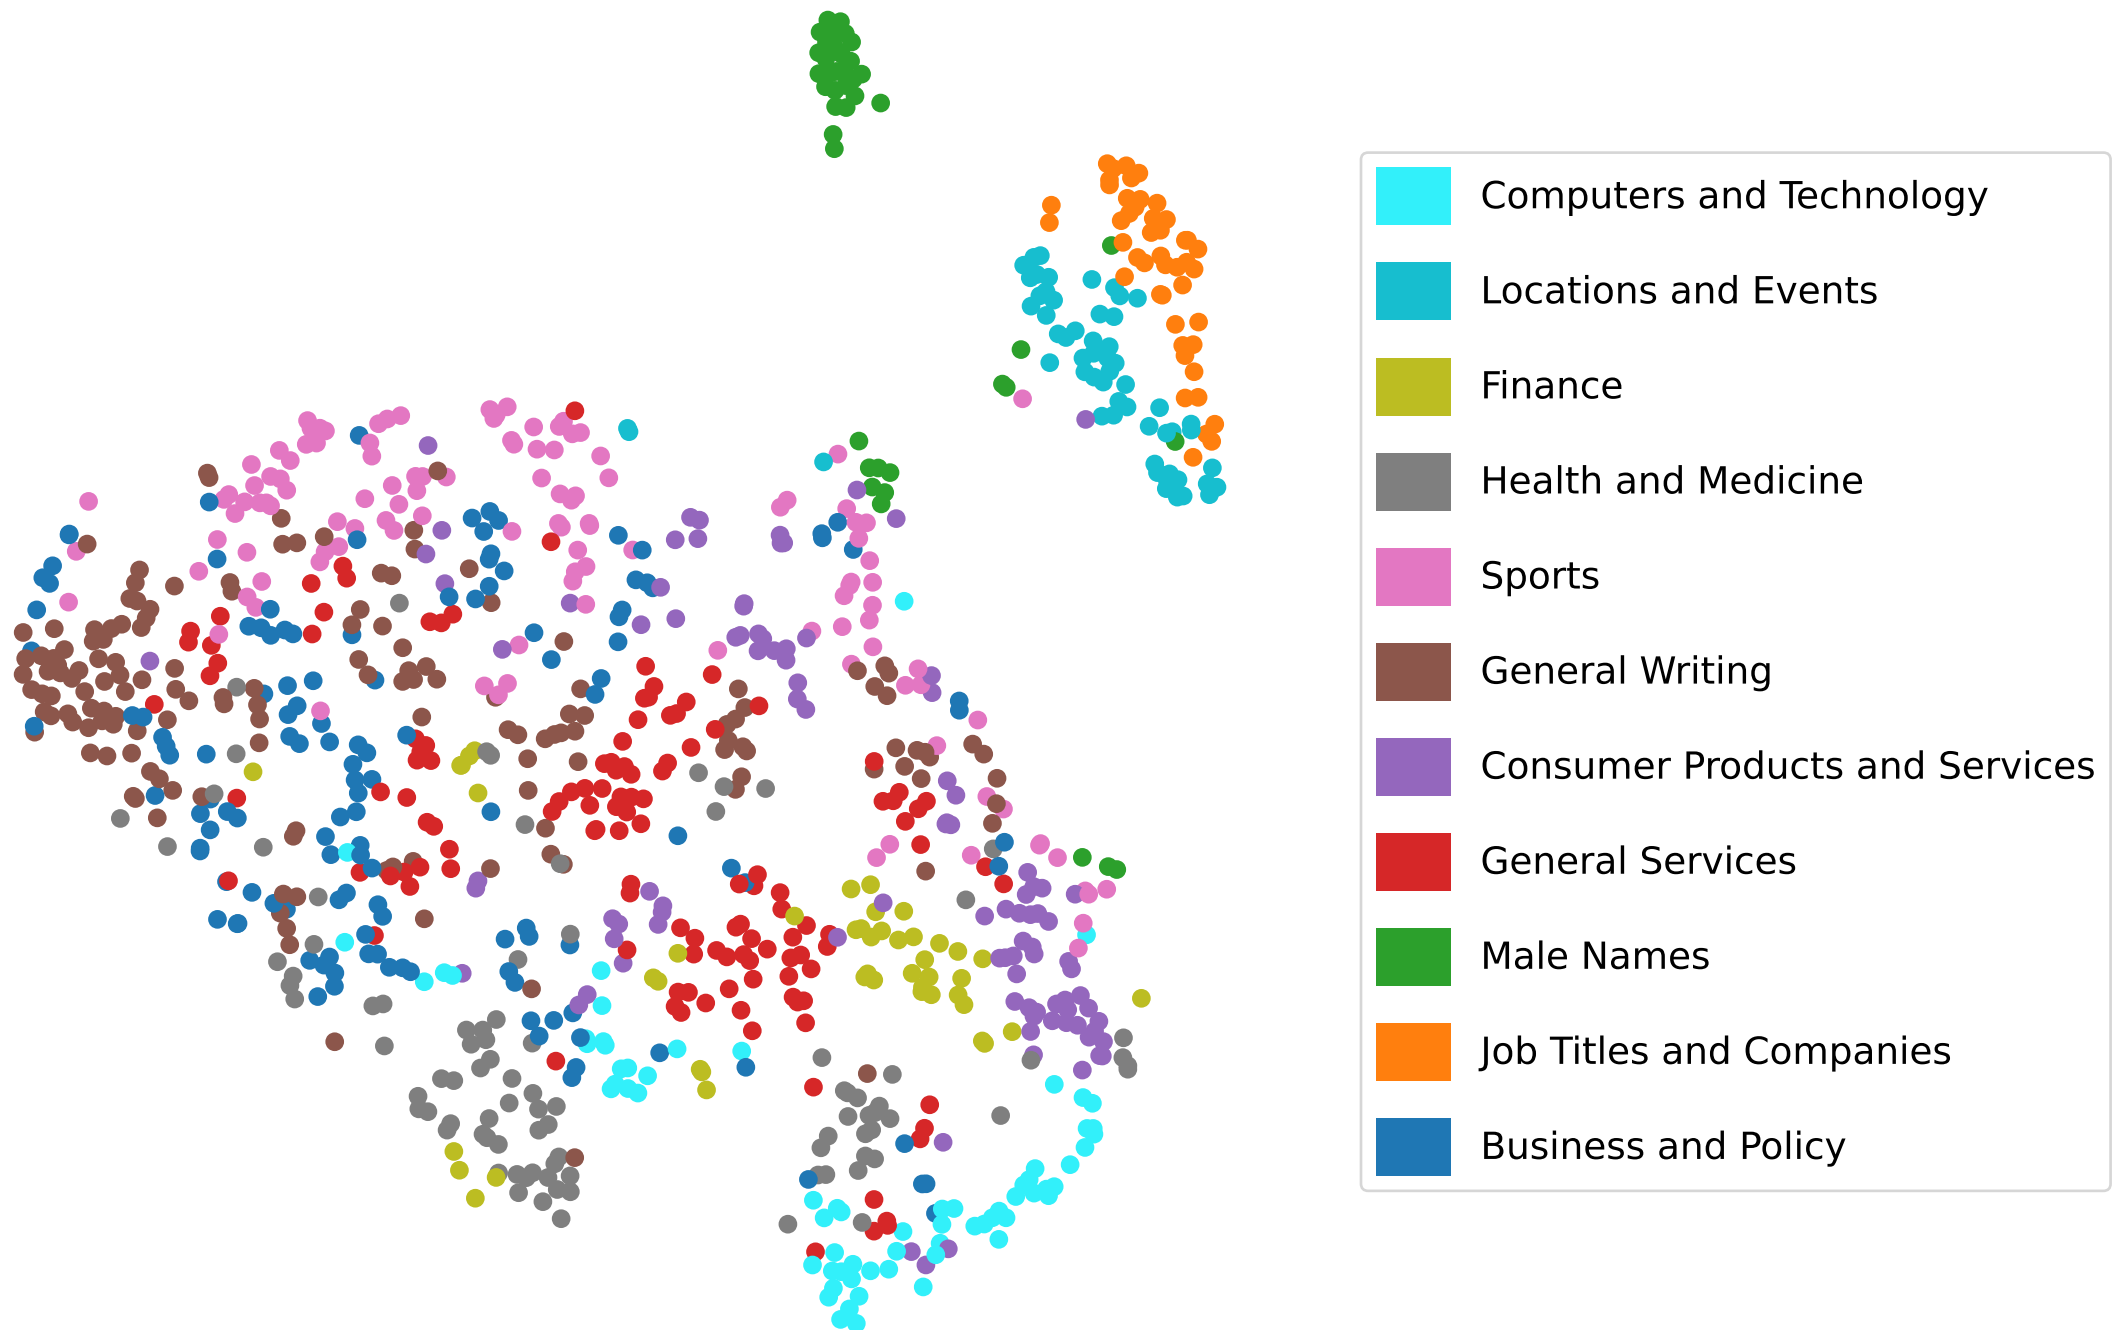 Computers and Technology
Locations and Events
Finance
Health and Medicine
Sports
General Writing
Consumer Products and Services
General Services
Male Names
Job Titles and Companies
Business and Policy